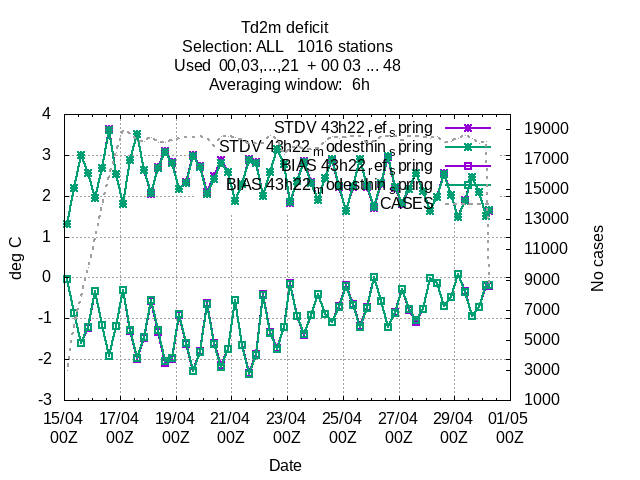 Td2m deficit
Selection: ALL   1016 stations
Used  00,03,...,21  + 00 03 ... 48
Averaging window:  6h
STDV 43h22_ref_spring
STDV 43h22_modesthin_spring
BIAS 43h22_ref_spring
BIAS 43h22_modesthin_spring
CASES
4
3
2
1
0
-1
-2
-3
deg C
19000
17000
15000
13000
11000
9000
7000
5000
3000
1000
No cases
15/04 17/04 19/04 21/04 23/04 25/04 27/04 29/04 01/05
00Z 00Z 00Z 00Z 00Z 00Z 00Z 00Z 00Z
Date